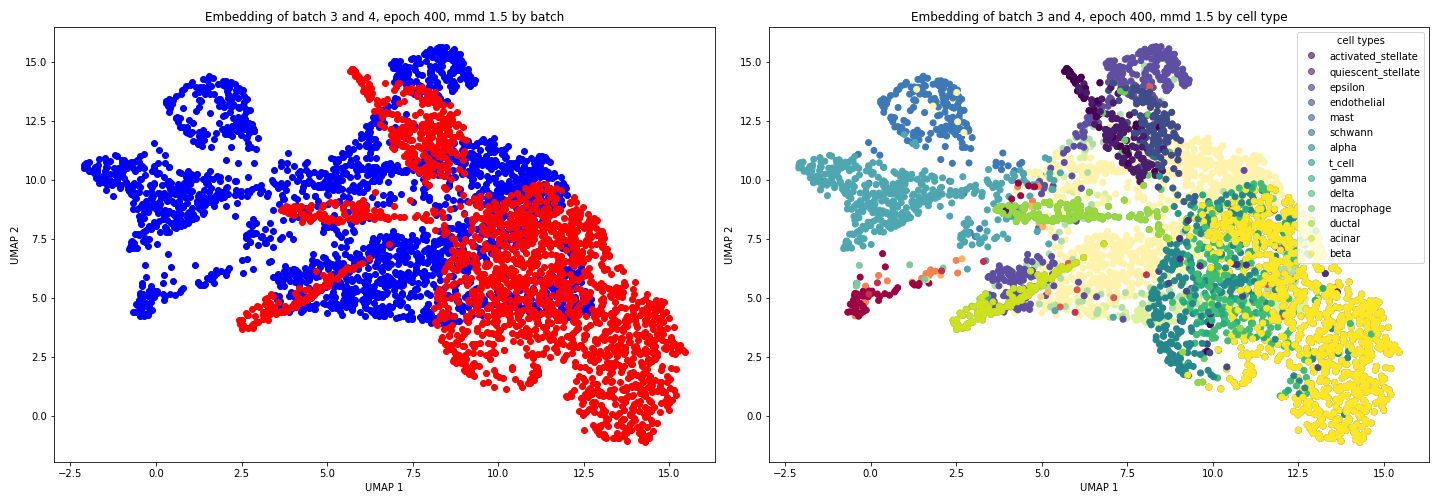 Embedding of batch 3 and 4, epoch 400, mmd 1.5 by batch
15.0
12.5
10.0
7.5
5.0
2.5
0.0
UMAP 2
-2.5
0.0
2.5
5.0
7.5
10.0
12.5
15.0
UMAP 1
Embedding of batch 3 and 4, epoch 400, mmd 1.5 by cell type
15.0
12.5
10.0
7.5
5.0
2.5
0.0
UMAP 2
-2.5
0.0
2.5
5.0
7.5
10.0
12.5
15.0
UMAP 1
cell types
activated_stellate
quiescent_stellate
epsilon
endothelial
mast
schwann
alpha
t_cell
gamma
delta
macrophage
ductal
acinar
beta